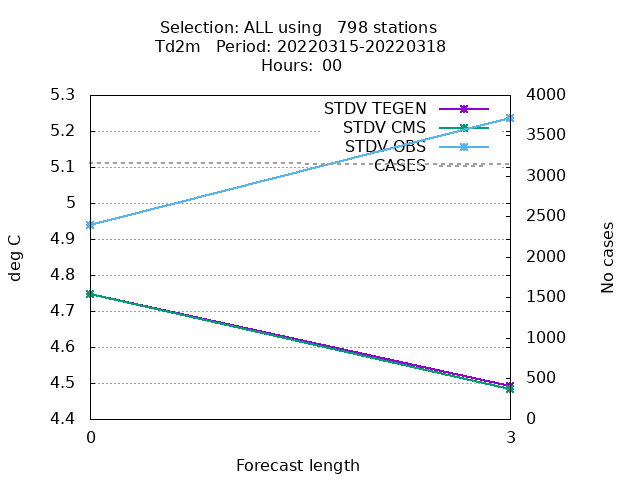 Selection: ALL using   798 stations
Td2m   Period: 20220315-20220318
Hours: 00
STDV TEGEN
STDV CMS
STDV OBS
CASES
5.3
5.2
5.1
5
4.9
4.8
4.7
4.6
4.5
4.4
deg C
4000
3500
3000
2500
2000
1500
1000
500
0
No cases
0
3
Forecast length